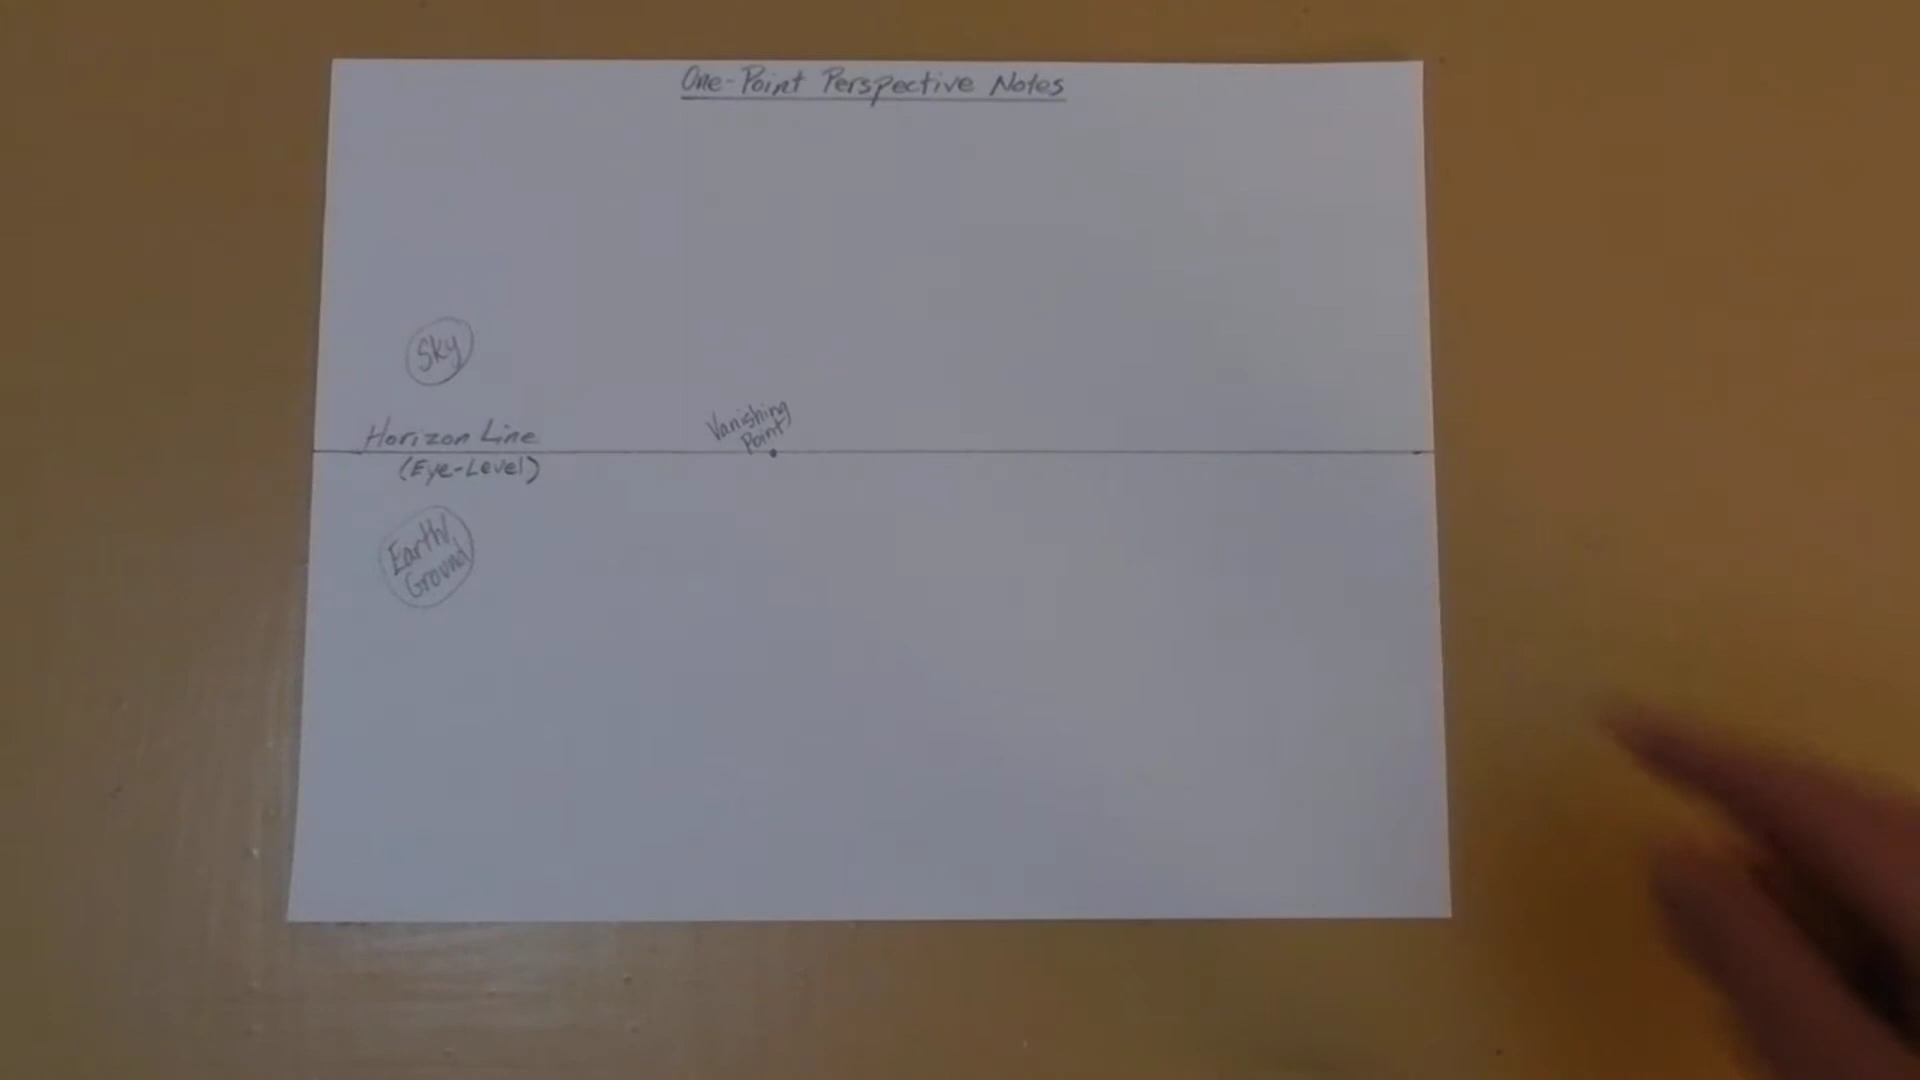 One-Point Perspective Notes
Sky
Horizon Line
(Eye-Level)
Vanishing
Point
Earth/
Ground